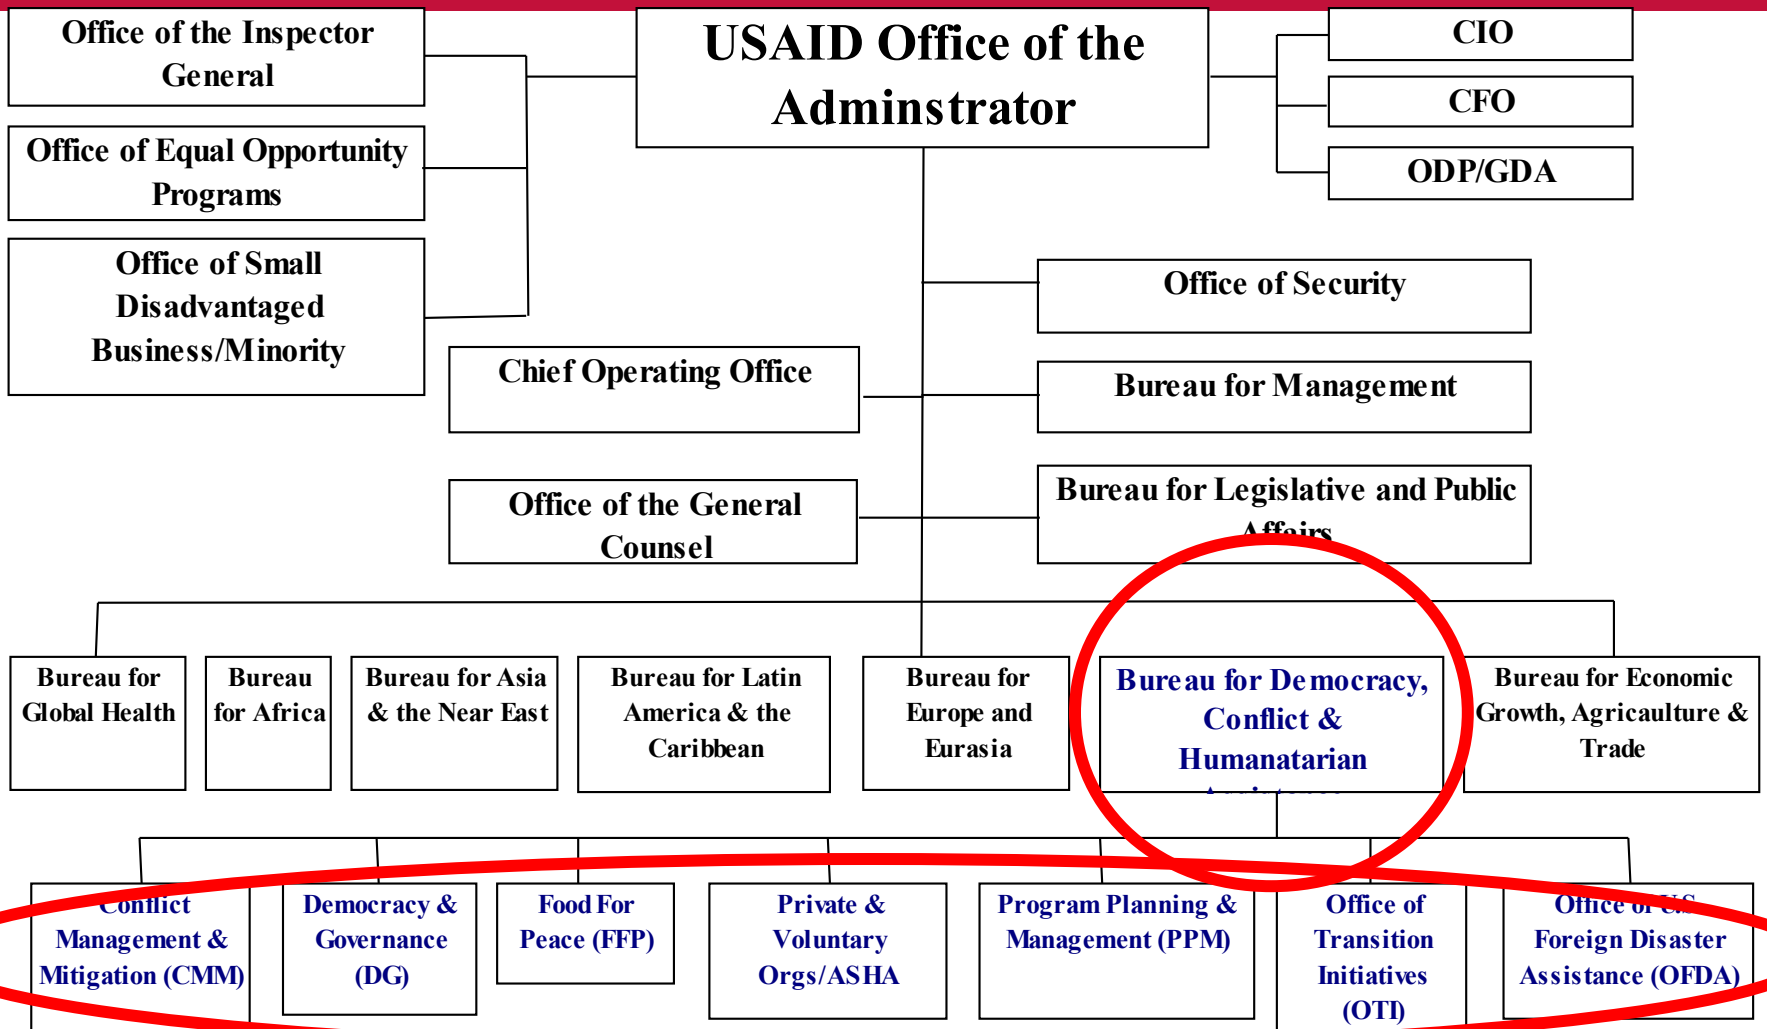 Office of the Inspector
General
USAID Office of the
Adminstrator
CIO
CFO
ODP/GDA
Office of Equal Opportunity
Programs
Office of Small
Disadvantaged
Business/Minority
Office of Security
Chief Operating Office
Bureau for Management
Office of the General
Counsel
Bureau for Legislative and Public
Affairs
Bureau for
Global Health
Bureau
for Africa
Bureau for Asia
& the Near East
Bureau for Latin
America & the
Caribbean
Bureau for
Europe and
Eurasia
Bureau for Democracy,
Conflict &
Humanatarian
Bureau for Economic
Growth, Agricaulture &
Trade
Conflict
Management &
Mitigation (CMM)
Democracy &
Governance
(DG)
Food For
Peace (FFP)
Private &
Voluntary
Orgs/ASHA
Program Planning &
Management (PPM)
Office of
Transition
Initiatives
(OTI)
Office of U.S
Foreign Disaster
Assistance (OFDA)